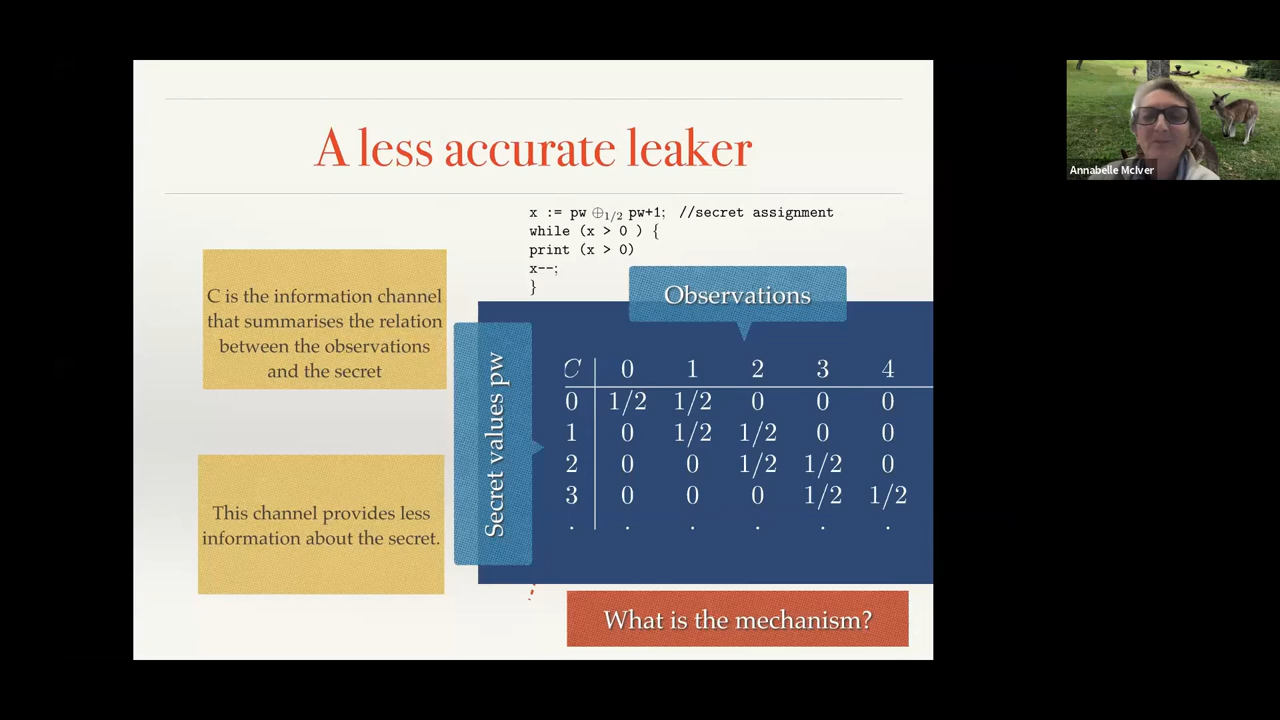 A less accurate leaker
x := pw ⊕1/2 pw+1; //secret assignment
while (x > 0 ) {
print (x > 0)
x--;
}
C is the information channel
that summarises the relation
between the observations
and the secret
This channel provides less
information about the secret.
Observations
Secret values pw
C 0 1 2 3 4
0 1/2 1/2 0 0 0
1 0 1/2 1/2 0 0
2 0 0 1/2 1/2 0
3 0 0 0 1/2 1/2
. . . . . .
What is the mechanism?
Annabelle McIver